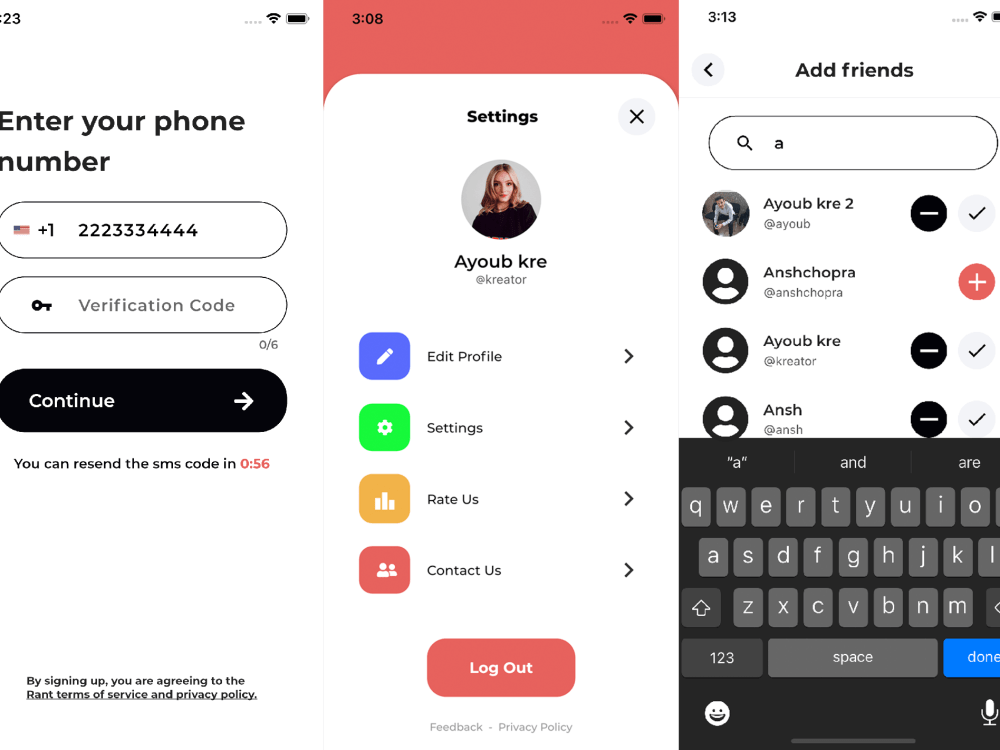 :23
Enter your phone
number
+1 2223334444
Verification Code
0/6
Continue
You can resend the sms code in 0:56
By signing up, you are agreeing to the
Rant terms of service and privacy policy.
3:08
Settings
Ayoub kre
@kreator
Edit Profile
Settings
Rate Us
Contact Us
Log Out
Feedback - Privacy Policy
3:13
Add friends
a
Ayoub kre 2
@ayoub
Anshchopra
@anshchopra
Ayoub kre
@kreator
Ansh
@ansh
"a" and are
q w e r t y u i o
a s d f g h j k l
z x c v b n m
123 space done